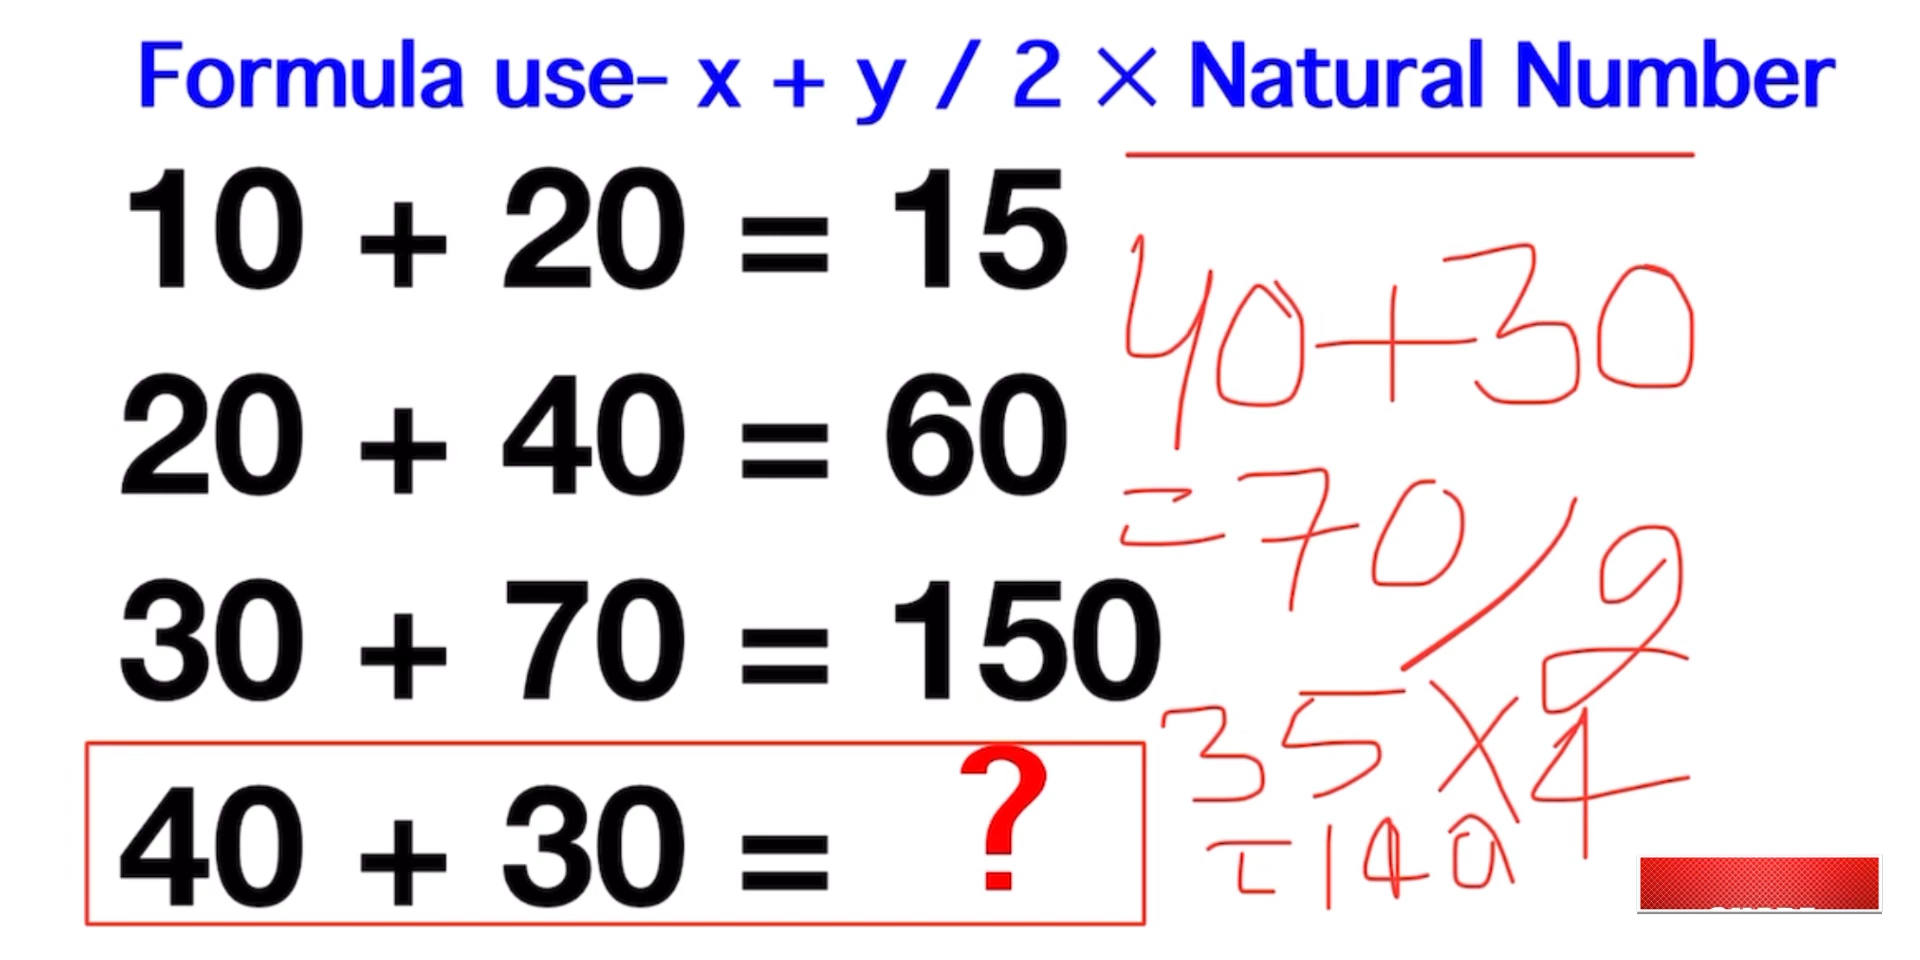 Formula use- x + y / 2 × Natural Number
10 + 20 = 15
20 + 40 = 60
30 + 70 = 150
40 + 30 = ?
40+30
=70/2
35×4
=140